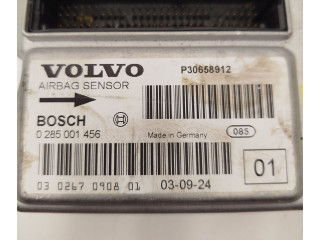 VOLVO
P30658912
AIRBAG SENSOR
BOSCH
0 285 001 456
Made in Germany
085
03 0267 0908 01
03-09-24
01